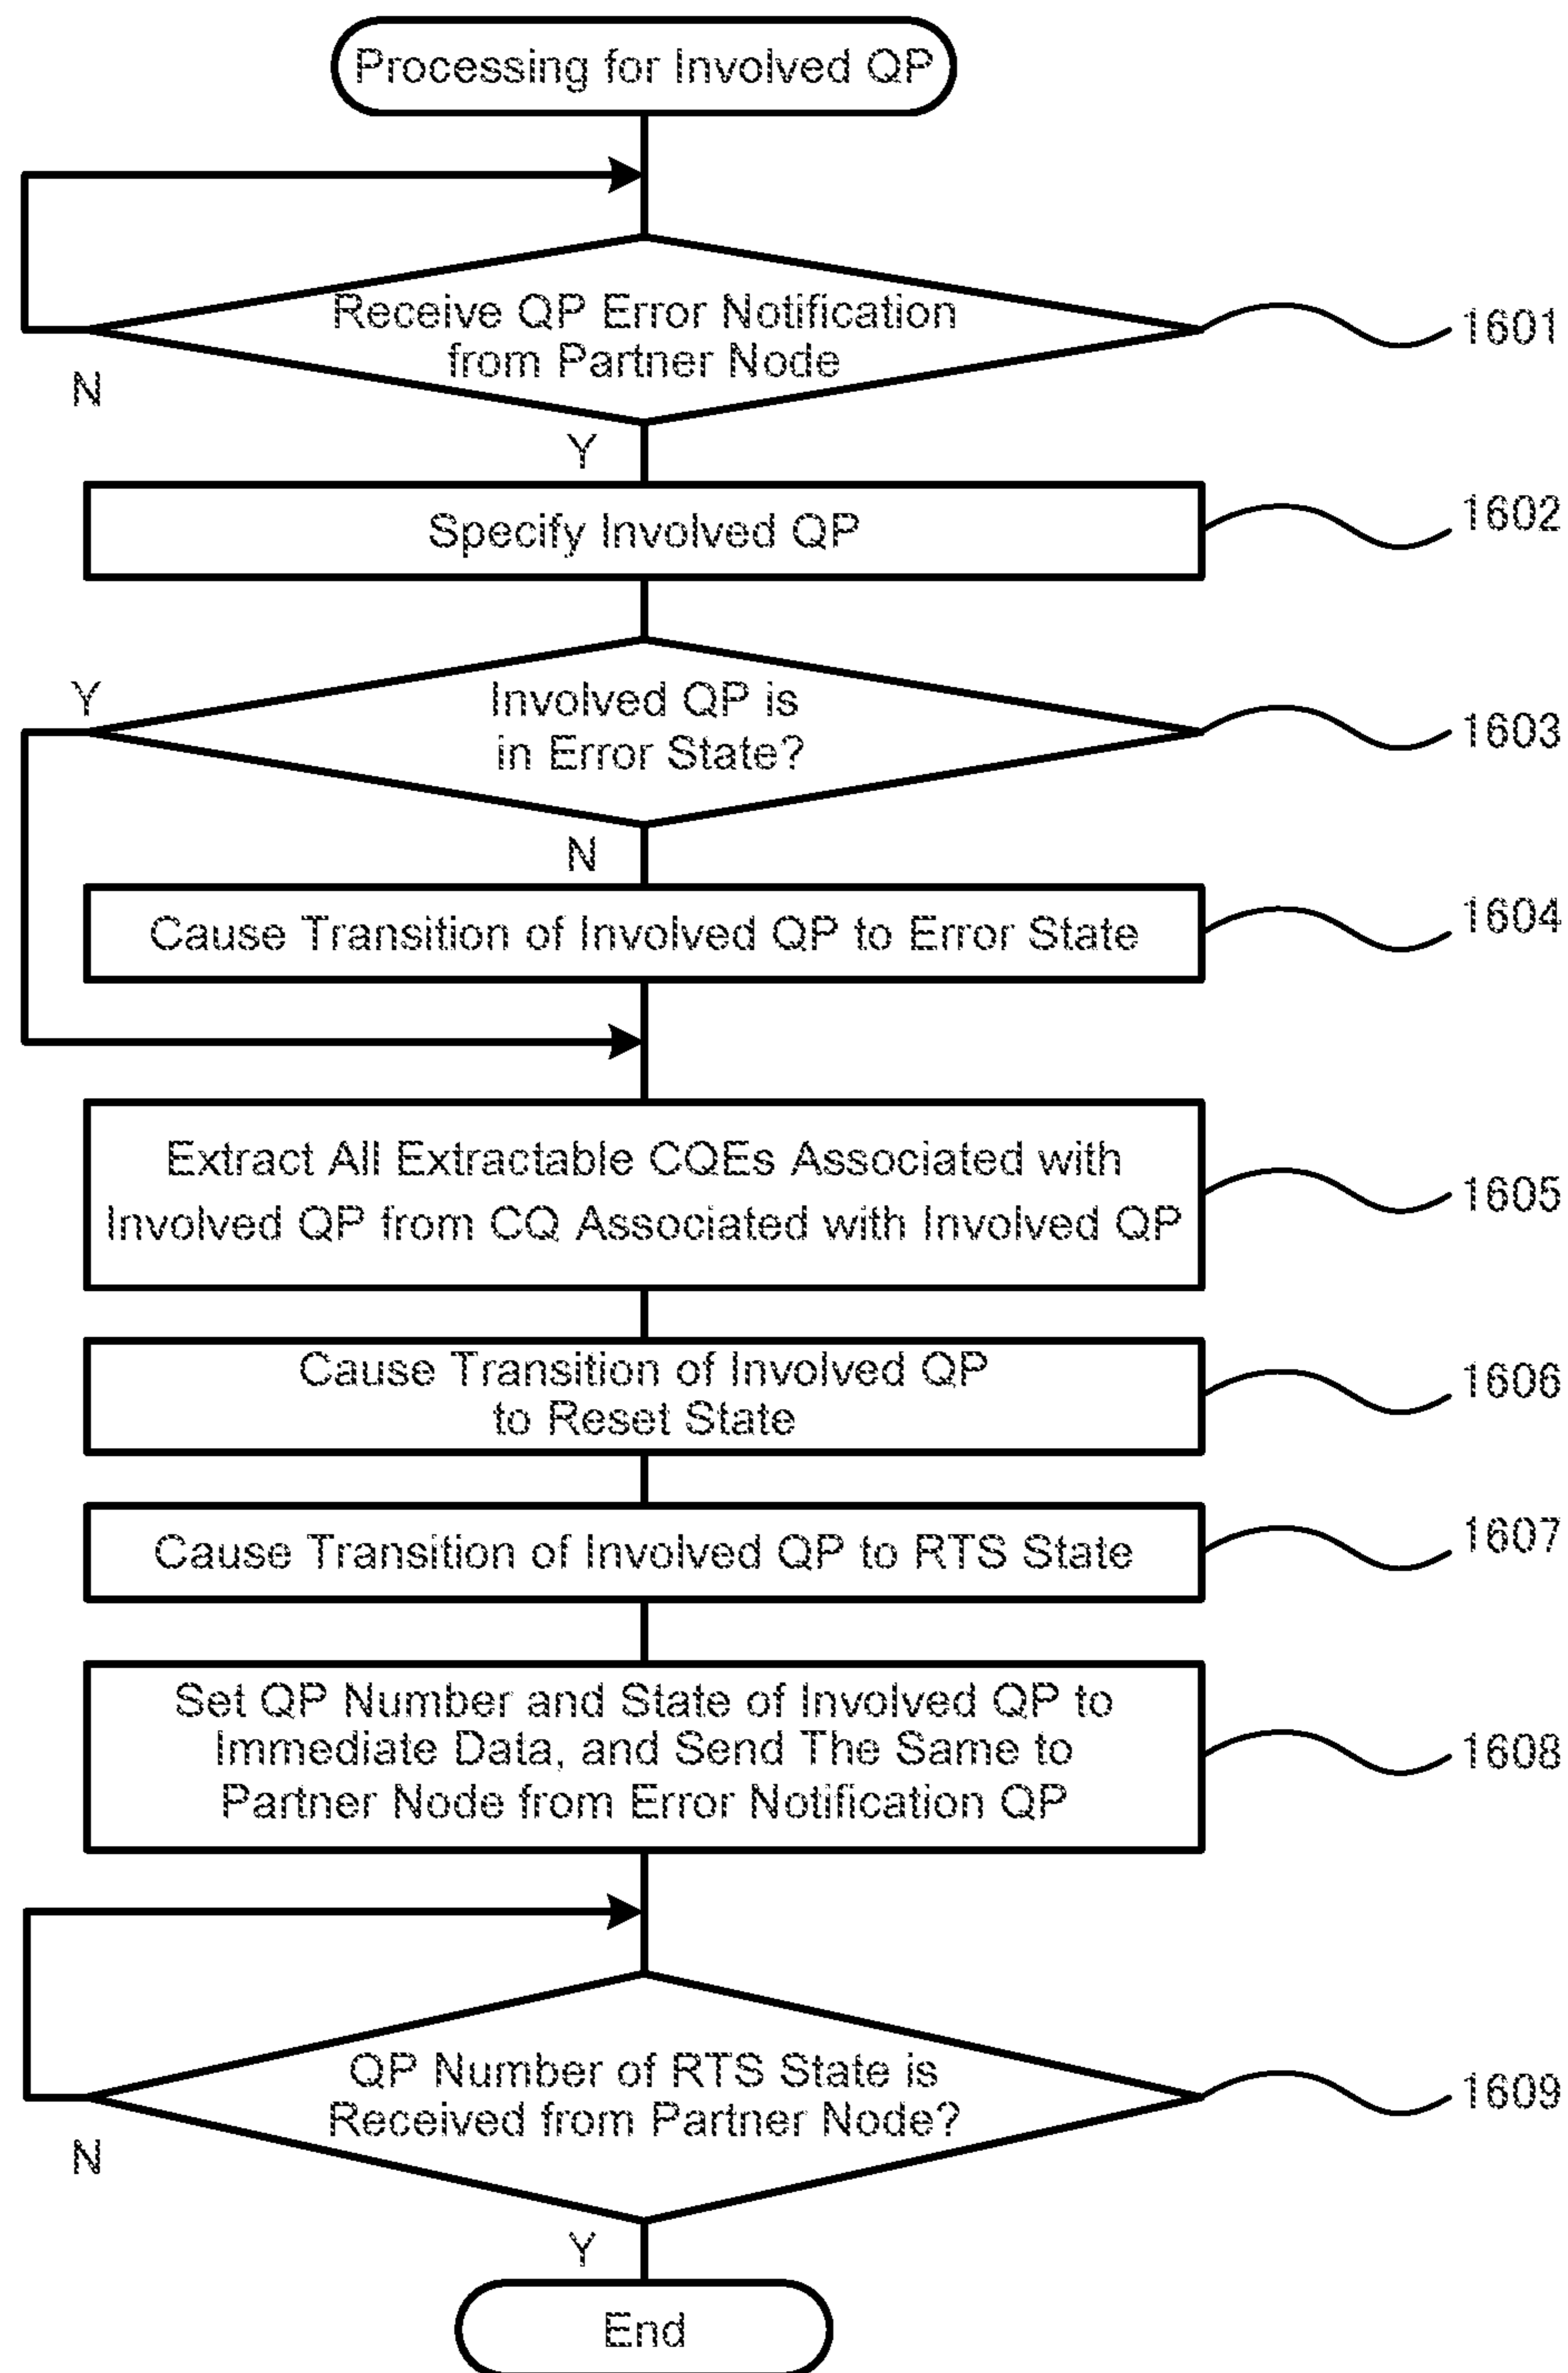 Processing for Involved QP
Receive QP Error Notification
from Partner Node
1601
N
Y
Specify Involved QP
1602
Y
Involved QP is
in Error State?
1603
N
Cause Transition of Involved QP to Error State
1604
Extract All Extractable CQEs Associated with
Involved QP from CQ Associated with Involved QP
1605
Cause Transition of Involved QP
to Reset State
1606
Cause Transition of Involved QP to RTS State
1607
Set QP Number and State of Involved QP to
Immediate Data, and Send The Same to
Partner Node from Error Notification QP
1608
QP Number of RTS State is
Received from Partner Node?
1609
N
Y
End